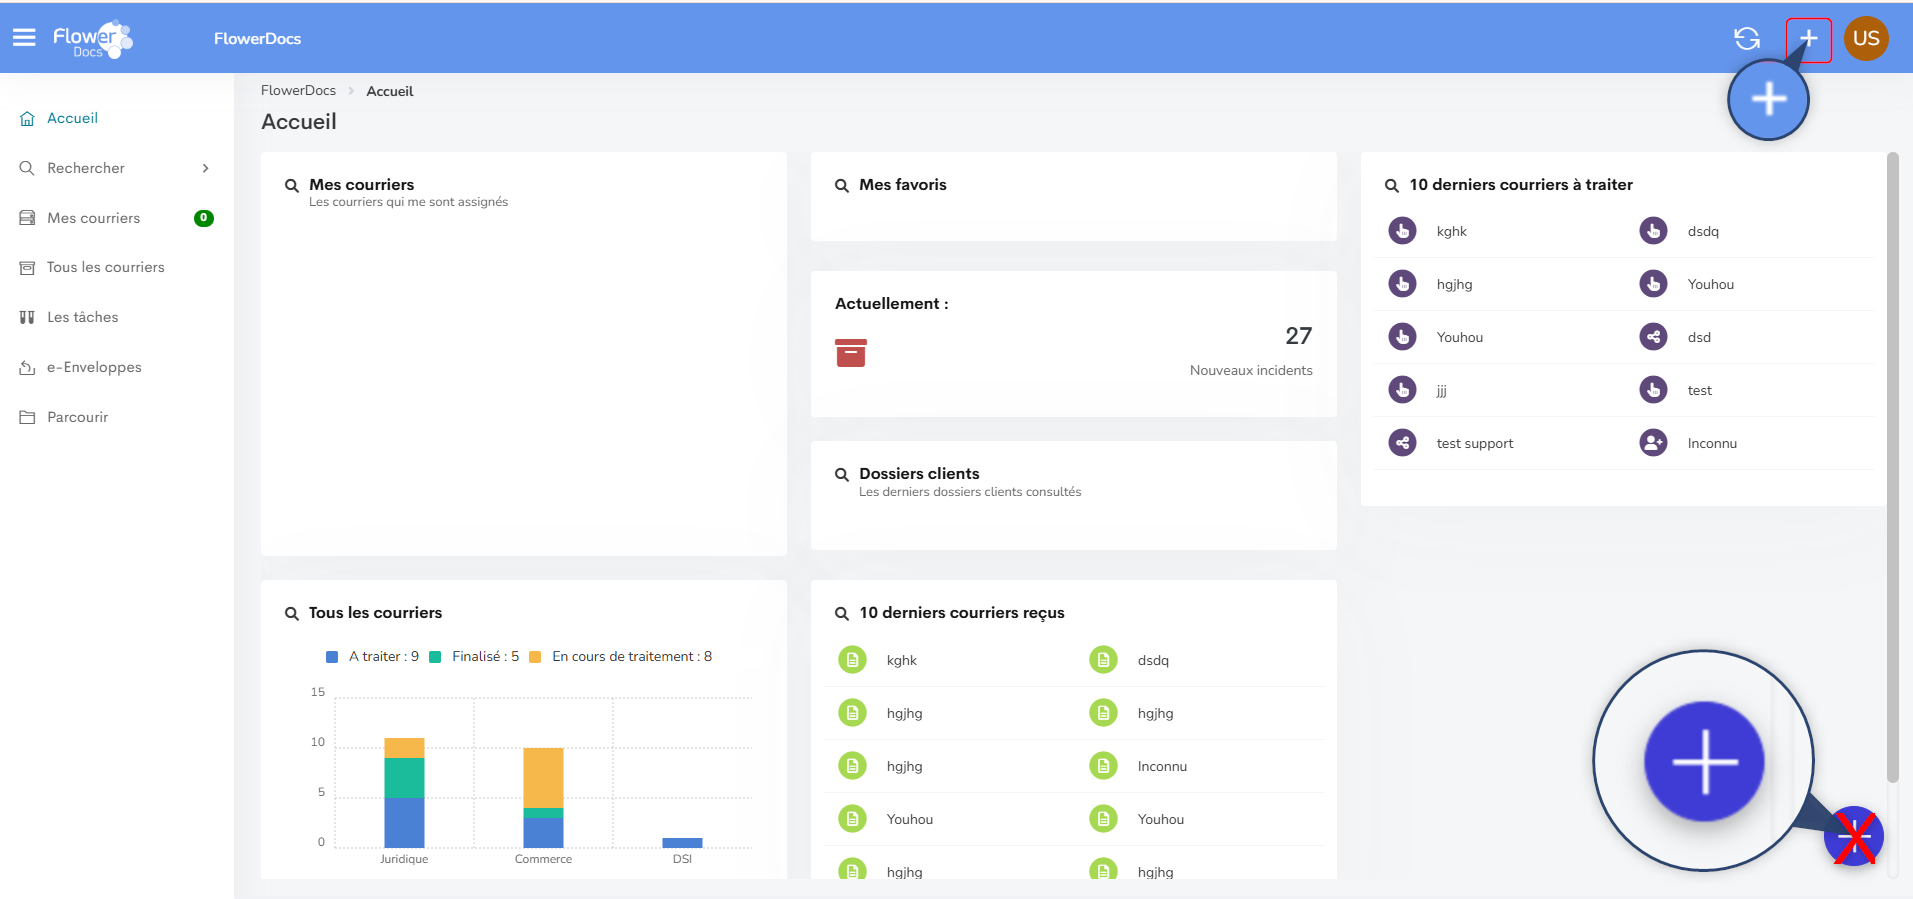 Flower
Docs
FlowerDocs
US
Accueil
Rechercher
Mes courriers
0
Tous les courriers
Les tâches
e-Enveloppes
Parcourir
FlowerDocs > Accueil
Accueil
Mes courriers
Les courriers qui me sont assignés
Mes favoris
Actuellement :
27
Nouveaux incidents
Dossiers clients
Les derniers dossiers clients consultés
10 derniers courriers à traiter
kghk dsdq
hgjhg Youhou
Youhou dsd
jjj test
test support Inconnu
Tous les courriers
A traiter : 9 Finalisé : 5 En cours de traitement : 8
15
10
5
0
Juridique Commerce DSI
10 derniers courriers reçus
kghk dsdq
hgjhg hgjhg
hgjhg Inconnu
Youhou Youhou
hgjhg hgjhg